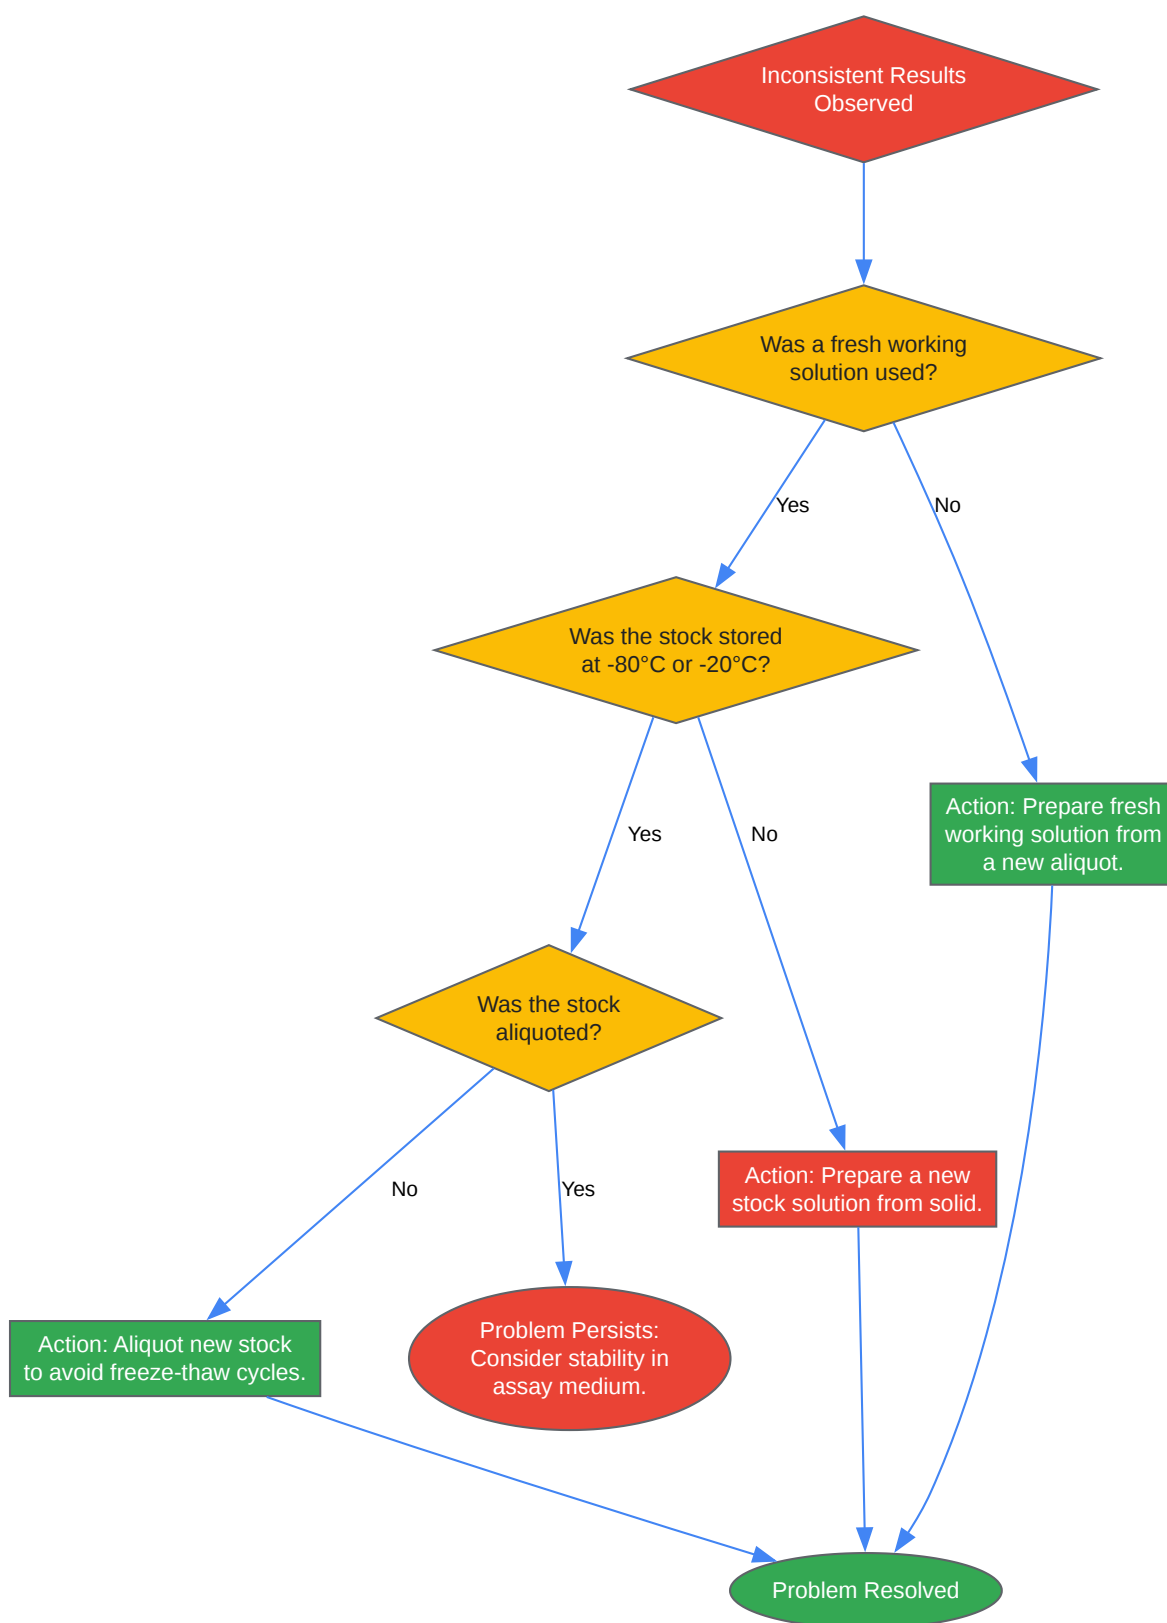 Inconsistent Results
Observed
Was a fresh working
solution used?
Yes
No
Was the stock stored
at -80°C or -20°C?
Yes
No
Action: Prepare fresh
working solution from
a new aliquot.
Was the stock
aliquoted?
No
Yes
Action: Prepare a new
stock solution from solid.
Action: Aliquot new stock
to avoid freeze-thaw cycles.
Problem Persists:
Consider stability in
assay medium.
Problem Resolved